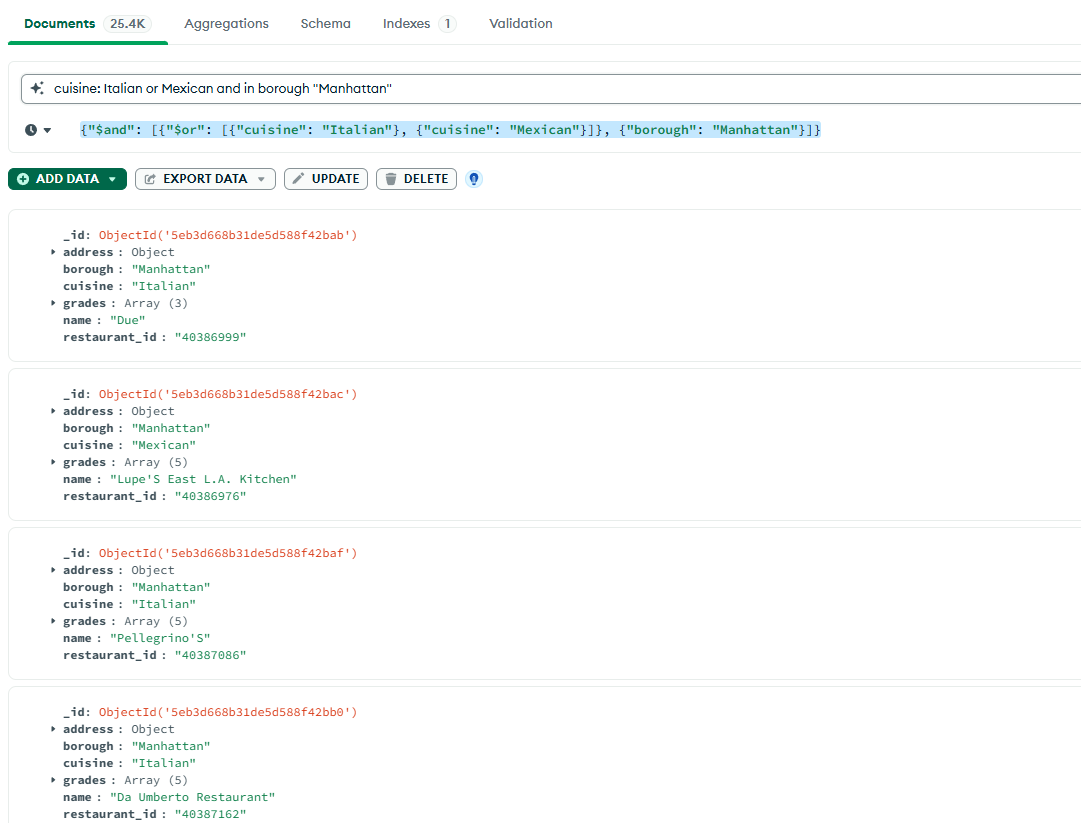 Documents 25.4K Aggregations Schema Indexes 1 Validation
cuisine: Italian or Mexican and in borough "Manhattan"
{"$and": [{"$or": [{"cuisine": "Italian"}, {"cuisine": "Mexican"}]}, {"borough": "Manhattan"}]}
ADD DATA EXPORT DATA UPDATE DELETE
_id: ObjectId('5eb3d668b31de5d588f42bab')
address : Object
borough : "Manhattan"
cuisine : "Italian"
grades : Array (3)
name : "Due"
restaurant_id : "40386999"
_id: ObjectId('5eb3d668b31de5d588f42bac')
address : Object
borough : "Manhattan"
cuisine : "Mexican"
grades : Array (5)
name : "Lupe'S East L.A. Kitchen"
restaurant_id : "40386976"
_id: ObjectId('5eb3d668b31de5d588f42baf')
address : Object
borough : "Manhattan"
cuisine : "Italian"
grades : Array (5)
name : "Pellegrino'S"
restaurant_id : "40387086"
_id: ObjectId('5eb3d668b31de5d588f42bb0')
address : Object
borough : "Manhattan"
cuisine : "Italian"
grades : Array (5)
name : "Da Umberto Restaurant"
restaurant_id : "40387162"